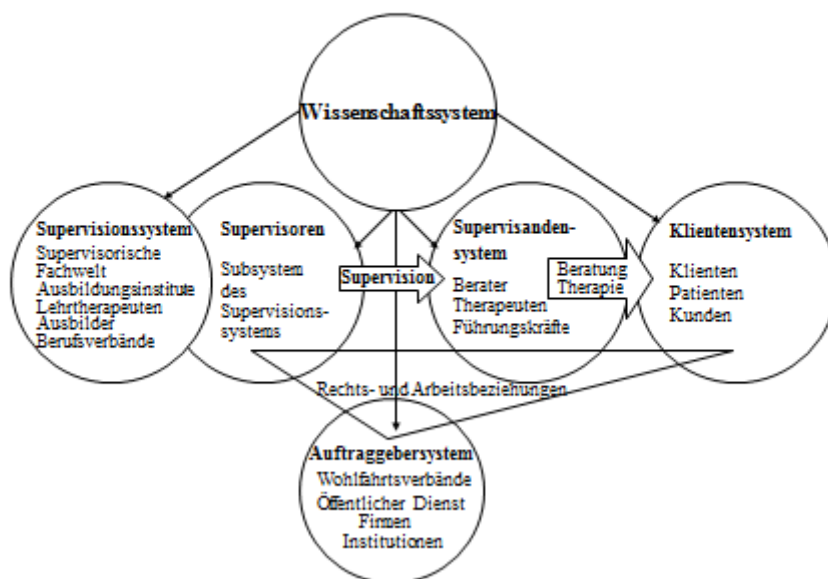 Wissenschaftssystem
Supervisionssystem
Supervisorische
Fachwelt
Ausbildungsinstitute
Lehrtherapeuten
Ausbilder
Berufsverbände
Supervisoren
Subsystem
des
Supervisions-
systems
Supervision
Supervisanden-
system
Berater
Therapeuten
Führungskräfte
Beratung
Therapie
Klientensystem
Klienten
Patienten
Kunden
Rechts- und Arbeitsbeziehungen
Auftraggebersystem
Wohlfahrtsverbände
Öffentlicher Dienst
Firmen
Institutionen